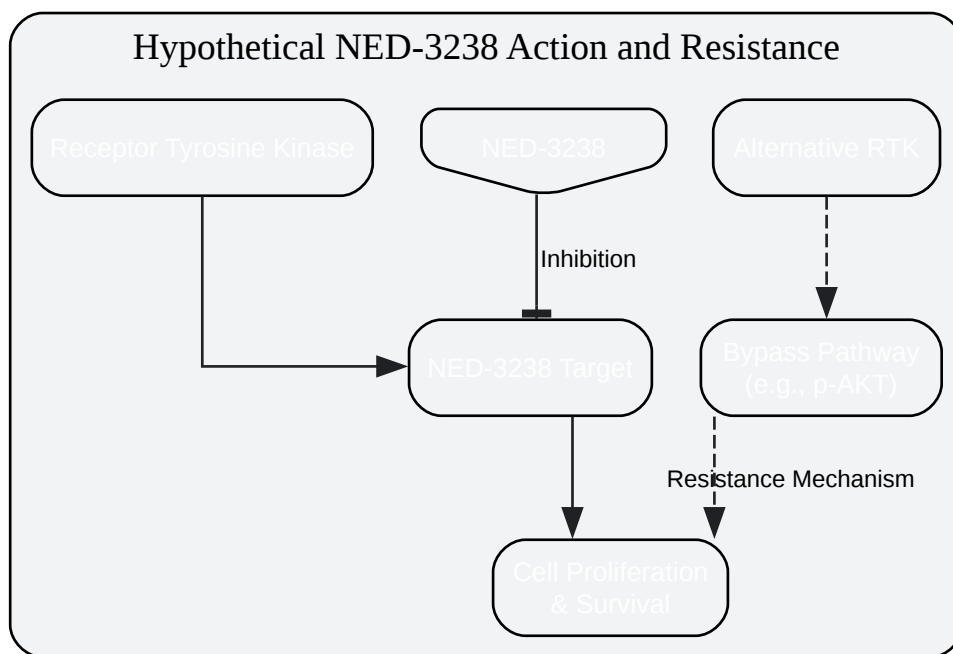 Hypothetical NED-3238 Action and Resistance
Receptor Tyrosine Kinase
NED-3238
Alternative RTK
Inhibition
NED-3238 Target
Bypass Pathway
(e.g., p-AKT)
Resistance Mechanism
Cell Proliferation
& Survival